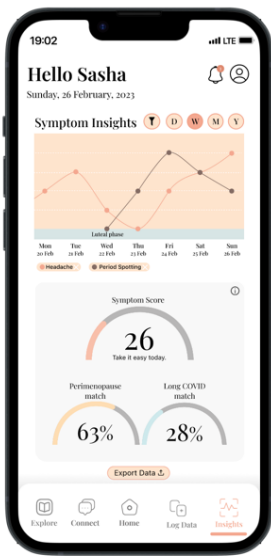 19:02
LTE
Hello Sasha
Sunday, 26 February, 2023
Symptom Insights
D W M Y
Luteal phase
Mon Tue Wed Thu Fri Sat Sun
20 Feb 21 Feb 22 Feb 23 Feb 24 Feb 25 Feb 26 Feb
Headache Period Spotting
Symptom Score
26
Take it easy today.
Perimenopause match
Long COVID match
63%
28%
Export Data
Explore Connect Home Log Data Insights